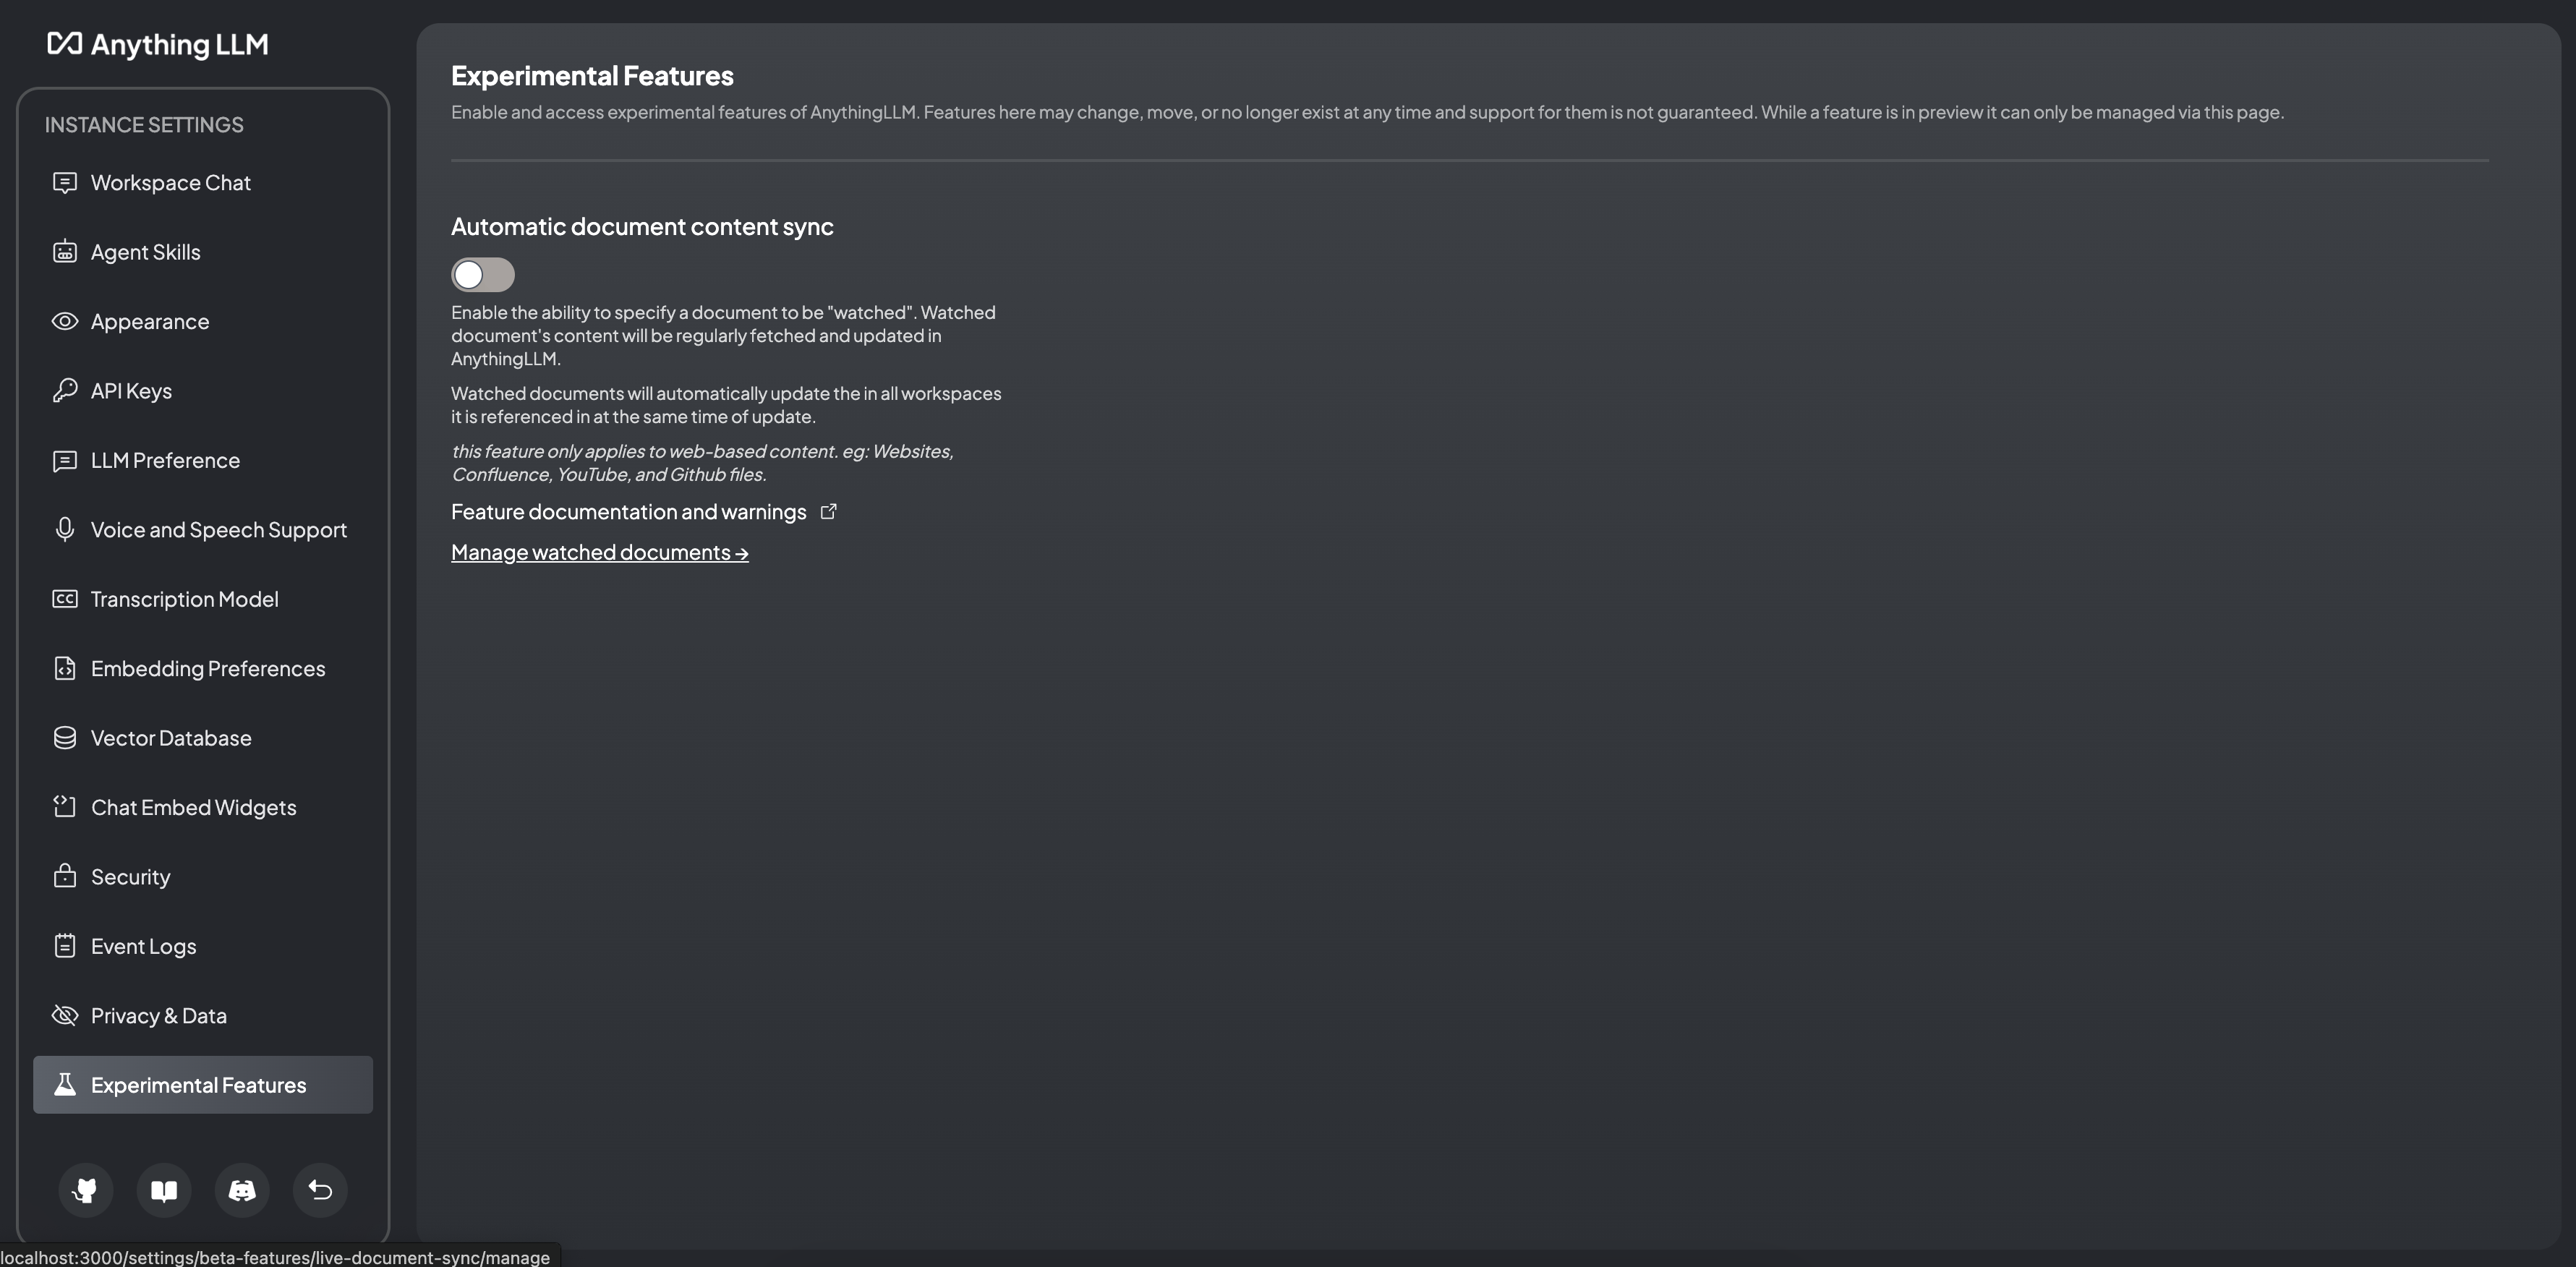 Anything LLM
INSTANCE SETTINGS
Workspace Chat
Agent Skills
Appearance
API Keys
LLM Preference
Voice and Speech Support
CC
Transcription Model
Embedding Preferences
Vector Database
Chat Embed Widgets
Security
Event Logs
Privacy & Data
Experimental Features
localhost:3000/settings/beta-features/live-document-sync/manage
Experimental Features
Enable and access experimental features of AnythingLLM. Features here may change, move, or no longer exist at any time and support for them is not guaranteed. While a feature is in preview it can only be managed via this page.
Automatic document content sync
Enable the ability to specify a document to be "watched". Watched
document's content will be regularly fetched and updated in
AnythingLLM.
Watched documents will automatically update the in all workspaces
it is referenced in at the same time of update.
this feature only applies to web-based content. eg: Websites,
Confluence, YouTube, and Github files.
Feature documentation and warnings
Manage watched documents →